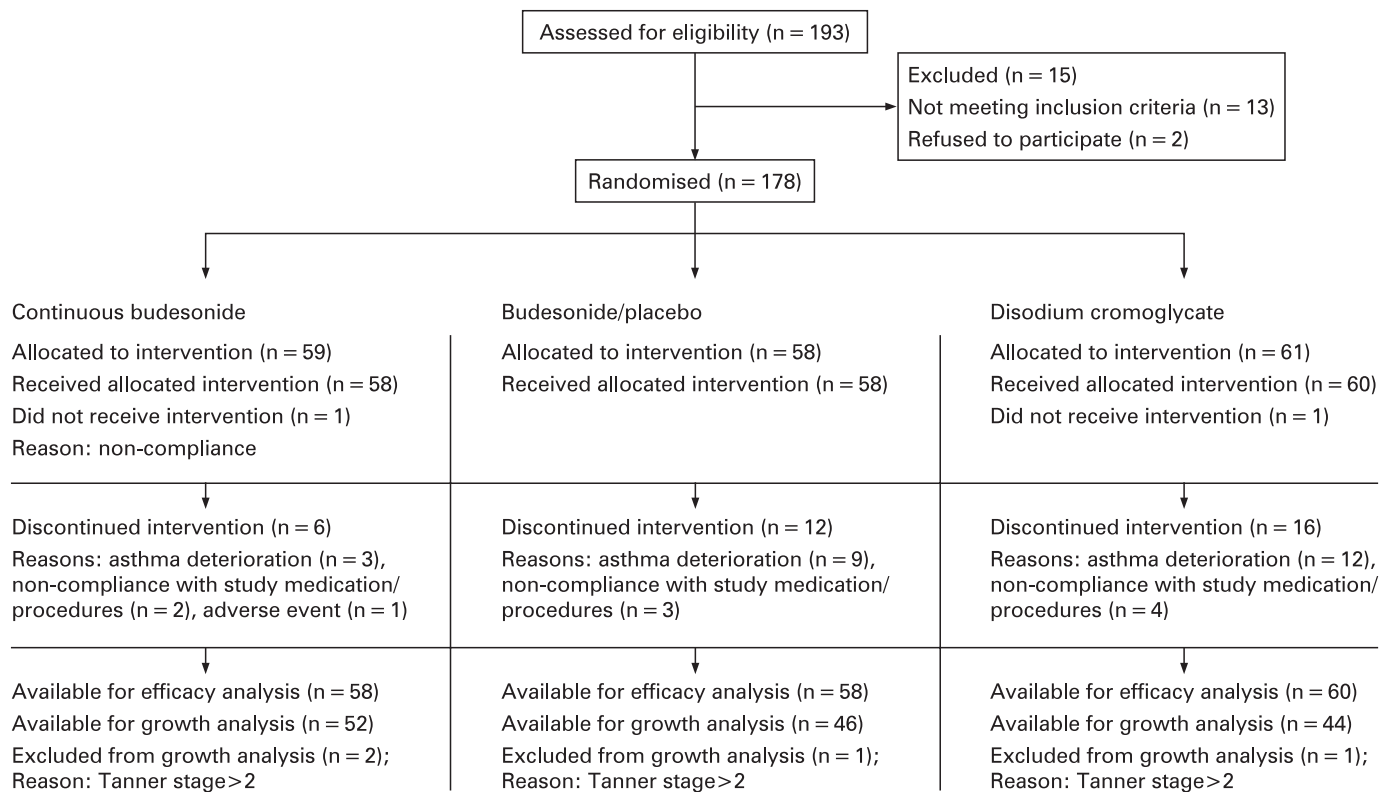 Assessed for eligibility (n = 193)
Excluded (n = 15)
Not meeting inclusion criteria (n = 13)
Refused to participate (n = 2)
Randomised (n = 178)
Continuous budesonide
Allocated to intervention (n = 59)
Received allocated intervention (n = 58)
Did not receive intervention (n = 1)
Reason: non-compliance
Discontinued intervention (n = 6)
Reasons: asthma deterioration (n = 3),
non-compliance with study medication/
procedures (n = 2), adverse event (n = 1)
Available for efficacy analysis (n = 58)
Available for growth analysis (n = 52)
Excluded from growth analysis (n = 2);
Reason: Tanner stage>2
Budesonide/placebo
Allocated to intervention (n = 58)
Received allocated intervention (n = 58)
Discontinued intervention (n = 12)
Reasons: asthma deterioration (n = 9),
non-compliance with study medication/
procedures (n = 3)
Available for efficacy analysis (n = 58)
Available for growth analysis (n = 46)
Excluded from growth analysis (n = 1);
Reason: Tanner stage>2
Disodium cromoglycate
Allocated to intervention (n = 61)
Received allocated intervention (n = 60)
Did not receive intervention (n = 1)
Discontinued intervention (n = 16)
Reasons: asthma deterioration (n = 12),
non-compliance with study medication/
procedures (n = 4)
Available for efficacy analysis (n = 60)
Available for growth analysis (n = 44)
Excluded from growth analysis (n = 1);
Reason: Tanner stage>2